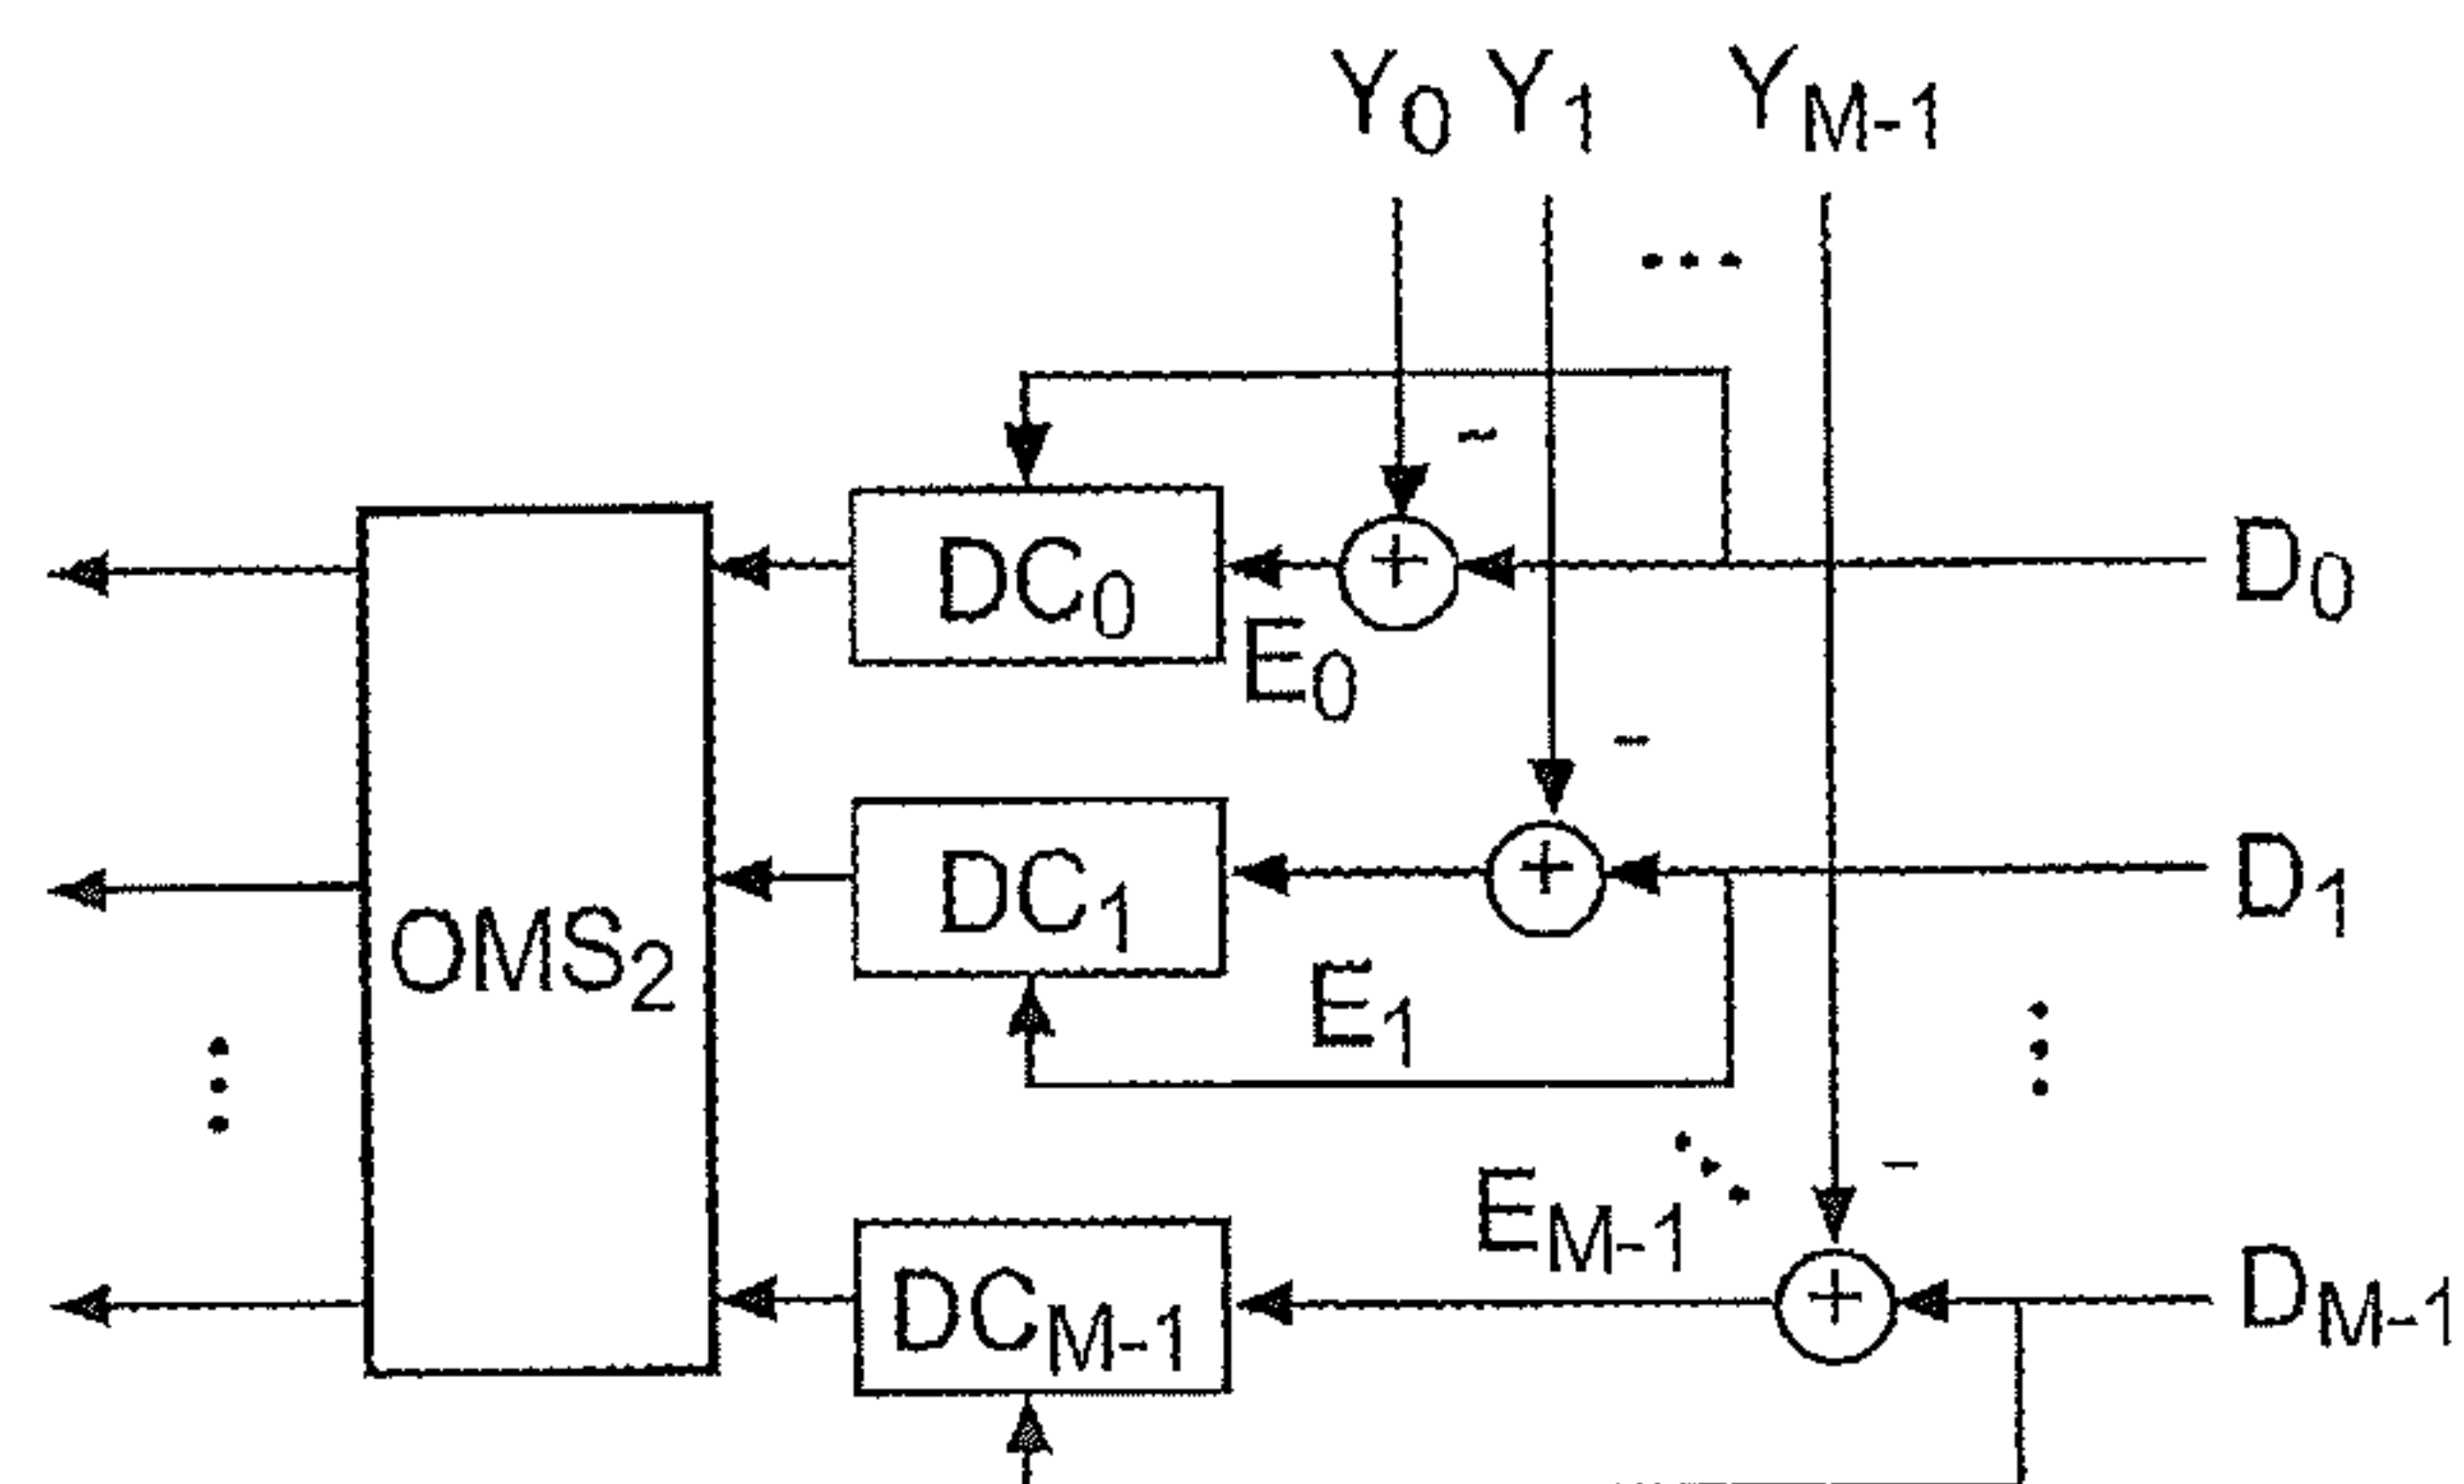 Y0 Y1 YM-1
-
DC0
+
D0
E0
-
DC1
+
D1
OMS2
E1
-
EM-1
DCM-1
+
DM-1